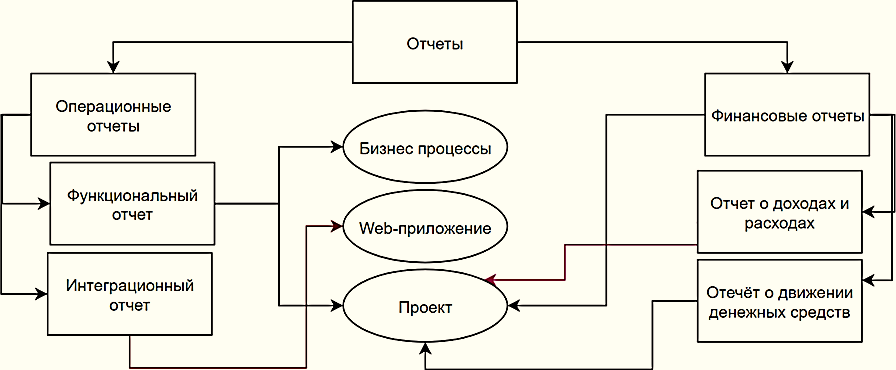 Отчеты
Операционные
отчеты
Финансовые отчеты
Бизнес процессы
Функциональный
отчет
Отчет о доходах и
расходах
Web-приложение
Интеграционный
отчет
Проект
Отечёт о движении
денежных средств